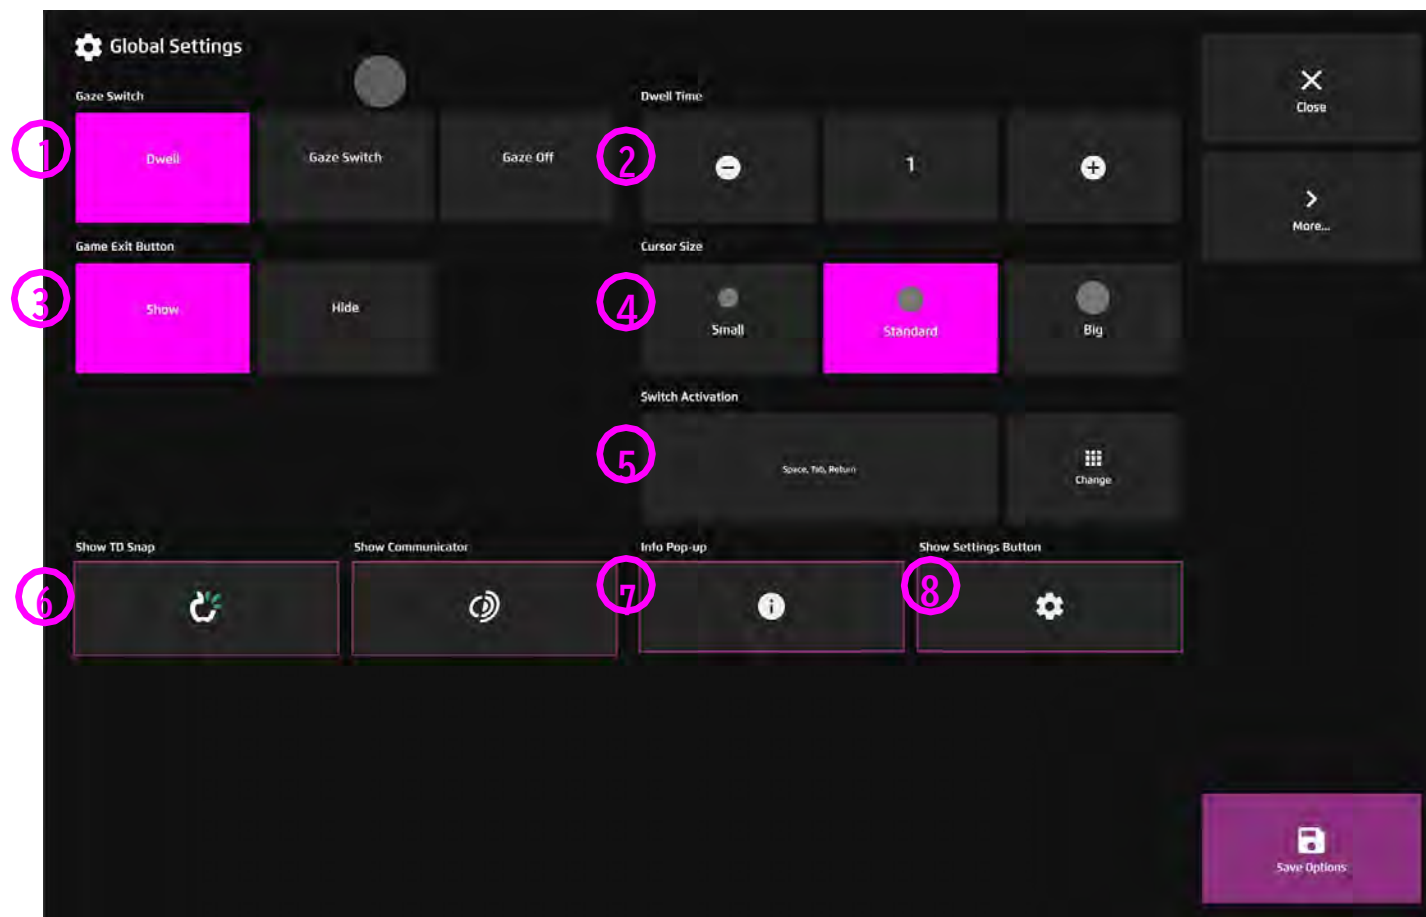 Global Settings
Gaze Switch
Dwell Time
1
Dwell
Gaze Switch
Gaze Off
2
1
Close
More...
Game Exit Button
Cursor Size
3
Show
Hide
4
Small
Standard
Big
Switch Activation
5
Space, Tab, Return
Change
Show TD Snap
Show Communicator
Info Pop-up
Show Settings Button
6
7
8
Save Options